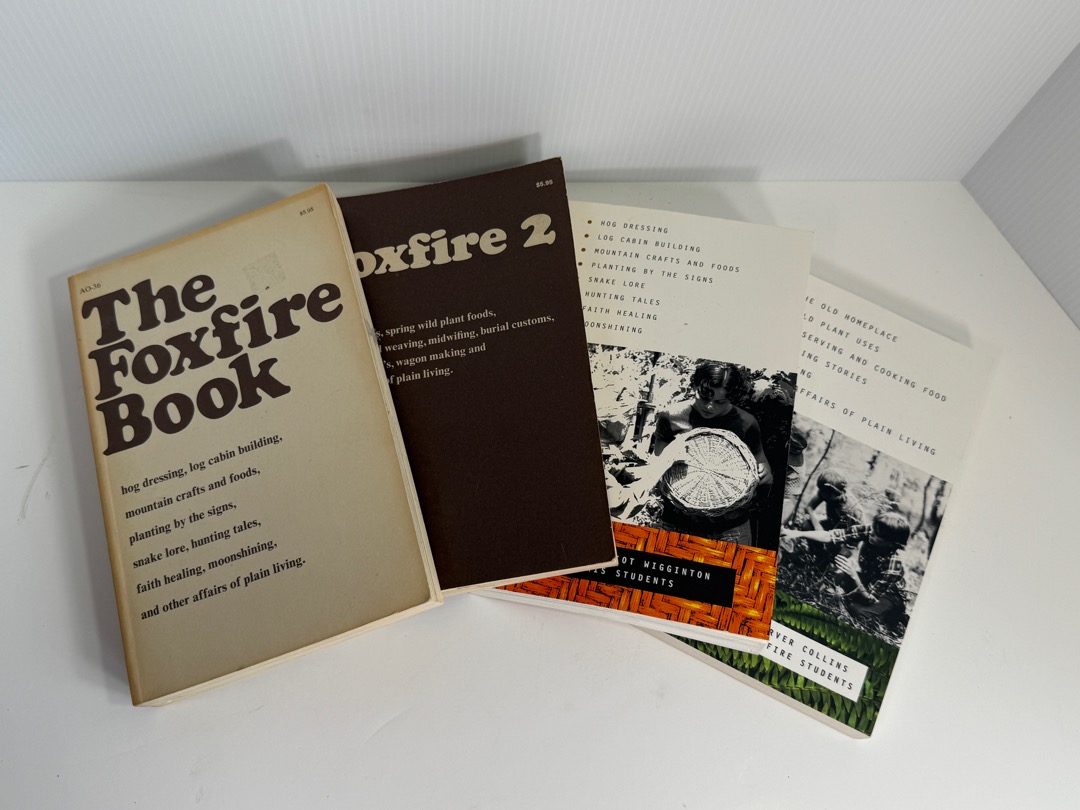 AO-36
$5.95
The
Foxfire
Book
hog dressing, log cabin building,
mountain crafts and foods,
planting by the signs,
snake lore, hunting tales,
faith healing, moonshining,
and other affairs of plain living.
$5.95
oxfire 2
spring wild plant foods,
weaving, midwifing, burial customs,
wagon making and
of plain living.
• HOG DRESSING
• LOG CABIN BUILDING
• MOUNTAIN CRAFTS AND FOODS
• PLANTING BY THE SIGNS
SNAKE LORE
HUNTING TALES
FAITH HEALING
OONSHINING
OT WIGGINTON
IS STUDENTS
OLD HOMEPLACE
LD PLANT USES
SERVING AND COOKING FOOD
ING STORIES
NG
AFFAIRS OF PLAIN LIVING
RVER COLLINS
FIRE STUDENTS